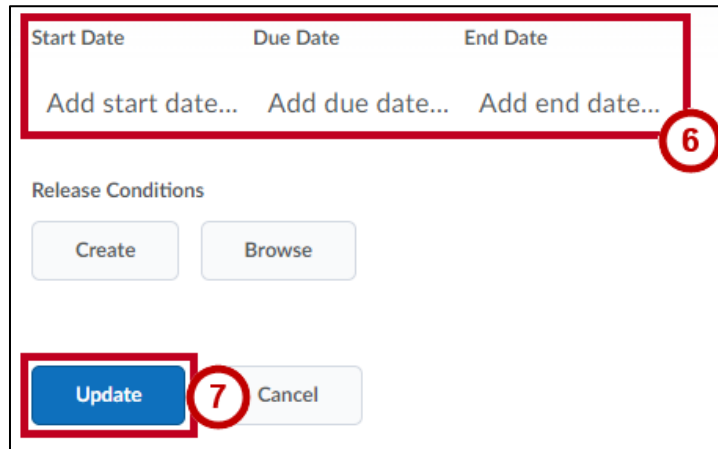 Start Date Due Date End Date
Add start date... Add due date... Add end date...
6
Release Conditions
Create Browse
Update 7 Cancel